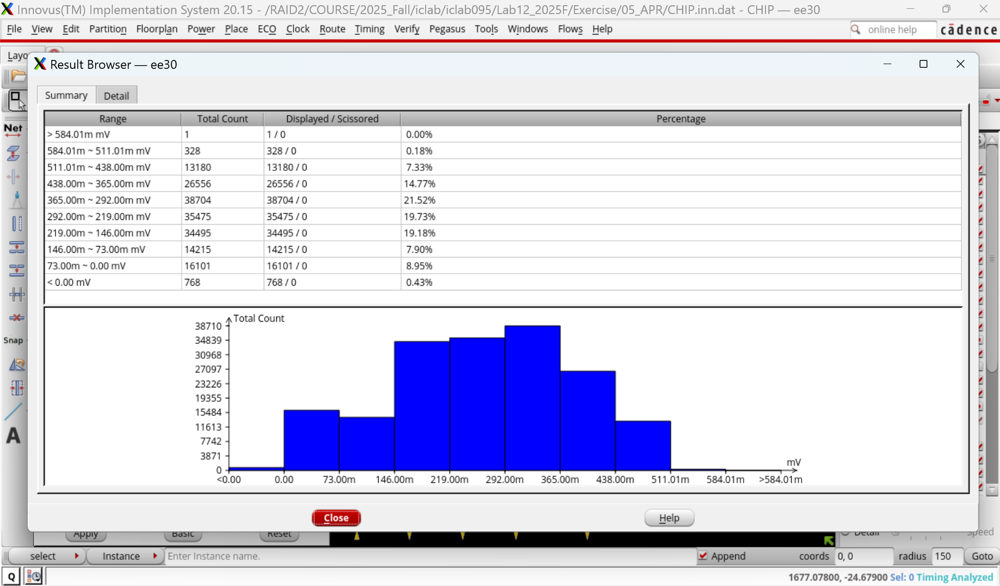 Innovus(TM) Implementation System 20.15 - /RAID2/COURSE/2025_Fall/iclab/iclab095/Lab12_2025F/Exercise/05_APR/CHIP.inn.dat - CHIP — ee30
File View Edit Partition Floorplan Power Place ECO Clock Route Timing Verify Pegasus Tools Windows Flows Help online help cādence
Layo
Result Browser — ee30
Summary Detail
Range Total Count Displayed / Scissored Percentage
> 584.01m mV 1 1 / 0 0.00%
584.01m ~ 511.01m mV 328 328 / 0 0.18%
511.01m ~ 438.00m mV 13180 13180 / 0 7.33%
438.00m ~ 365.00m mV 26556 26556 / 0 14.77%
365.00m ~ 292.00m mV 38704 38704 / 0 21.52%
292.00m ~ 219.00m mV 35475 35475 / 0 19.73%
219.00m ~ 146.00m mV 34495 34495 / 0 19.18%
146.00m ~ 73.00m mV 14215 14215 / 0 7.90%
73.00m ~ 0.00 mV 16101 16101 / 0 8.95%
< 0.00 mV 768 768 / 0 0.43%
Net
Snap
A
Total Count
38710
34839
30968
27097
23226
19355
15484
11613
7742
3871
0
mV
<0.00 0.00 73.00m 146.00m 219.00m 292.00m 365.00m 438.00m 511.01m 584.01m >584.01m
Close Help
Apply Basic Reset Detail Speed
select Instance Enter Instance name. Append coords 0, 0 radius 150 Goto
Q 1677.07800, -24.67900 Sel: 0 Timing Analyzed